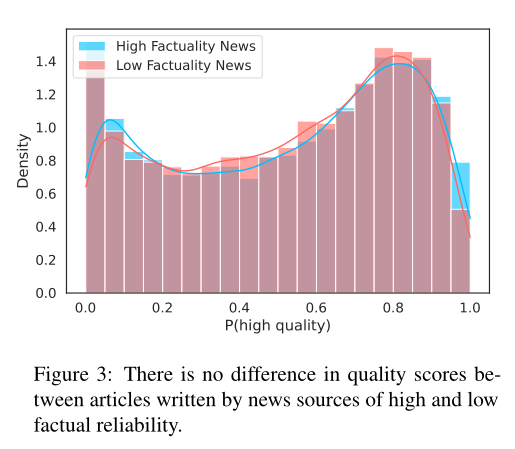 High Factuality News
Low Factuality News
1.4
1.2
1.0
0.8
0.6
0.4
0.2
0.0
Density
0.0 0.2 0.4 0.6 0.8 1.0
P(high quality)
Figure 3: There is no difference in quality scores be-
tween articles written by news sources of high and low
factual reliability.